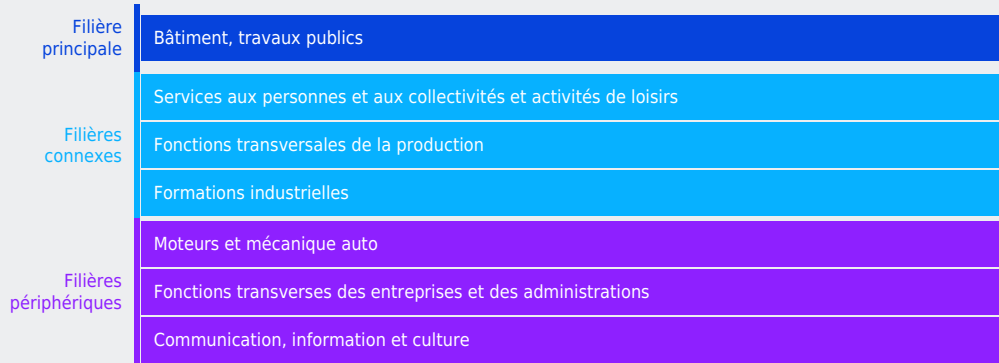 Filière
principale
Bâtiment, travaux publics
Filières
connexes
Services aux personnes et aux collectivités et activités de loisirs
Fonctions transversales de la production
Formations industrielles
Filières
périphériques
Moteurs et mécanique auto
Fonctions transverses des entreprises et des administrations
Communication, information et culture